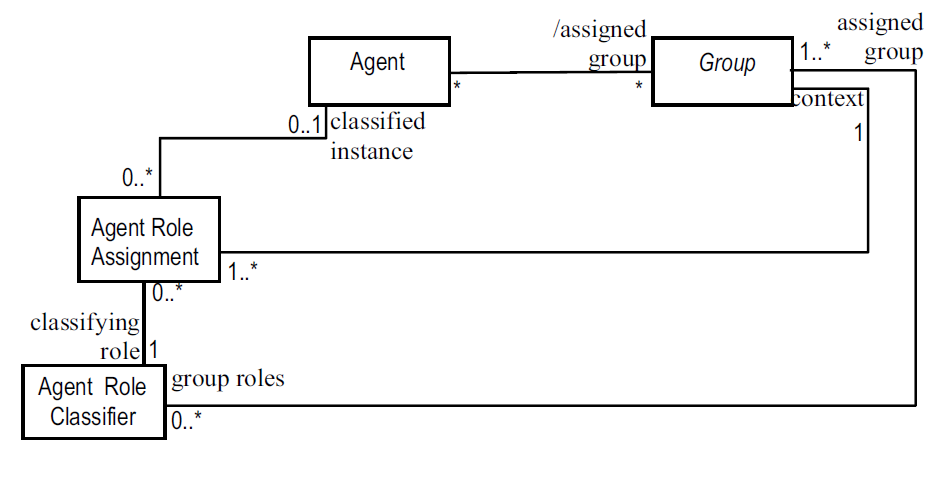 /assigned
group
assigned
group
Agent
Group
1..*
*
*
context
1
0..1
classified
instance
0..*
Agent Role
Assignment
1..*
0..*
classifying
role
1
Agent Role
Classifier
group roles
0..*